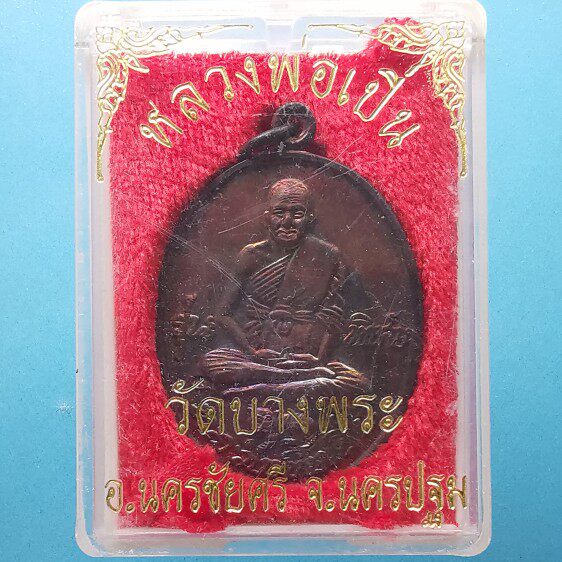 หลวงพ่อเปิ่น
วัดบางพระ
อ.นครชัยศรี จ.นครปฐม